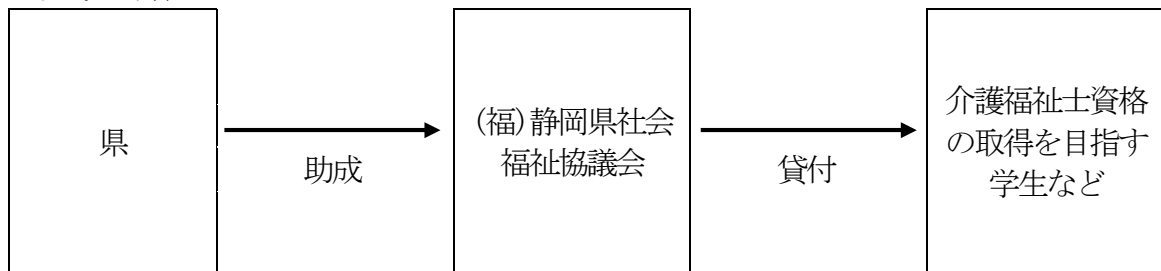 県
助成
(福)静岡県社会
福祉協議会
貸付
介護福祉士資格
の取得を目指す
学生など